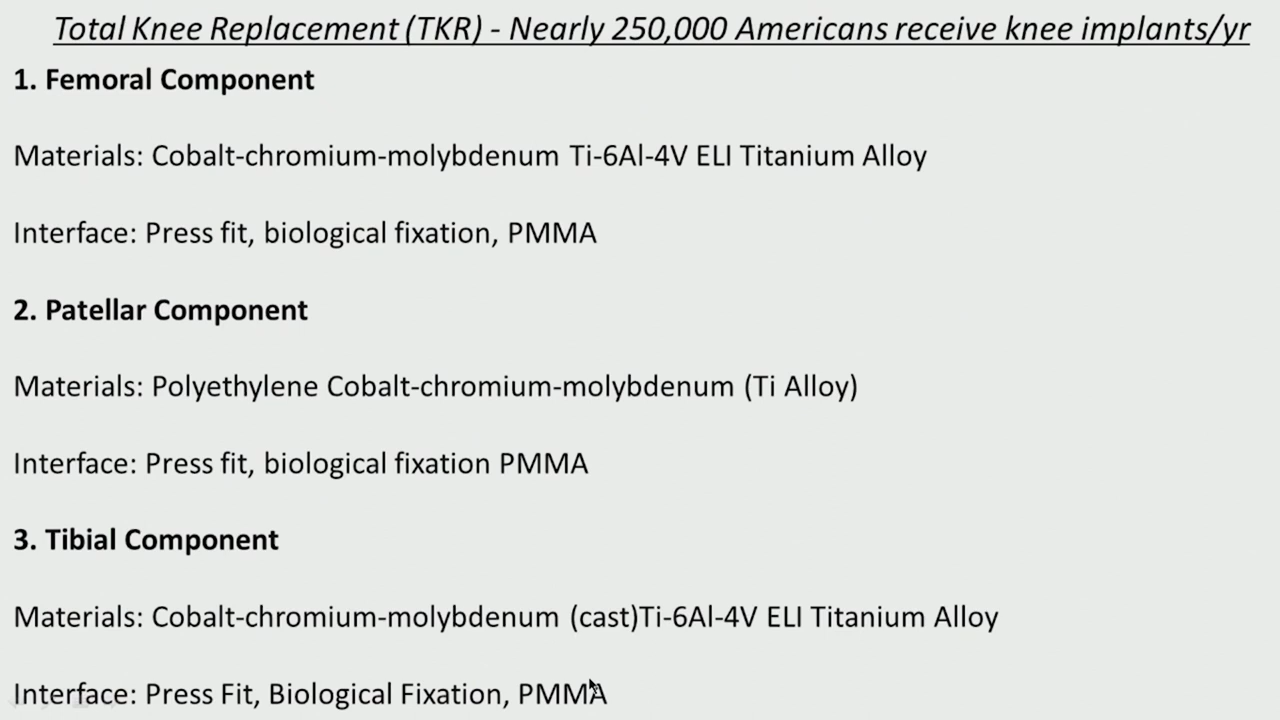 Total Knee Replacement (TKR) - Nearly 250,000 Americans receive knee implants/yr
1. Femoral Component
Materials: Cobalt-chromium-molybdenum Ti-6Al-4V ELI Titanium Alloy
Interface: Press fit, biological fixation, PMMA
2. Patellar Component
Materials: Polyethylene Cobalt-chromium-molybdenum (Ti Alloy)
Interface: Press fit, biological fixation PMMA
3. Tibial Component
Materials: Cobalt-chromium-molybdenum (cast)Ti-6Al-4V ELI Titanium Alloy
Interface: Press Fit, Biological Fixation, PMMA